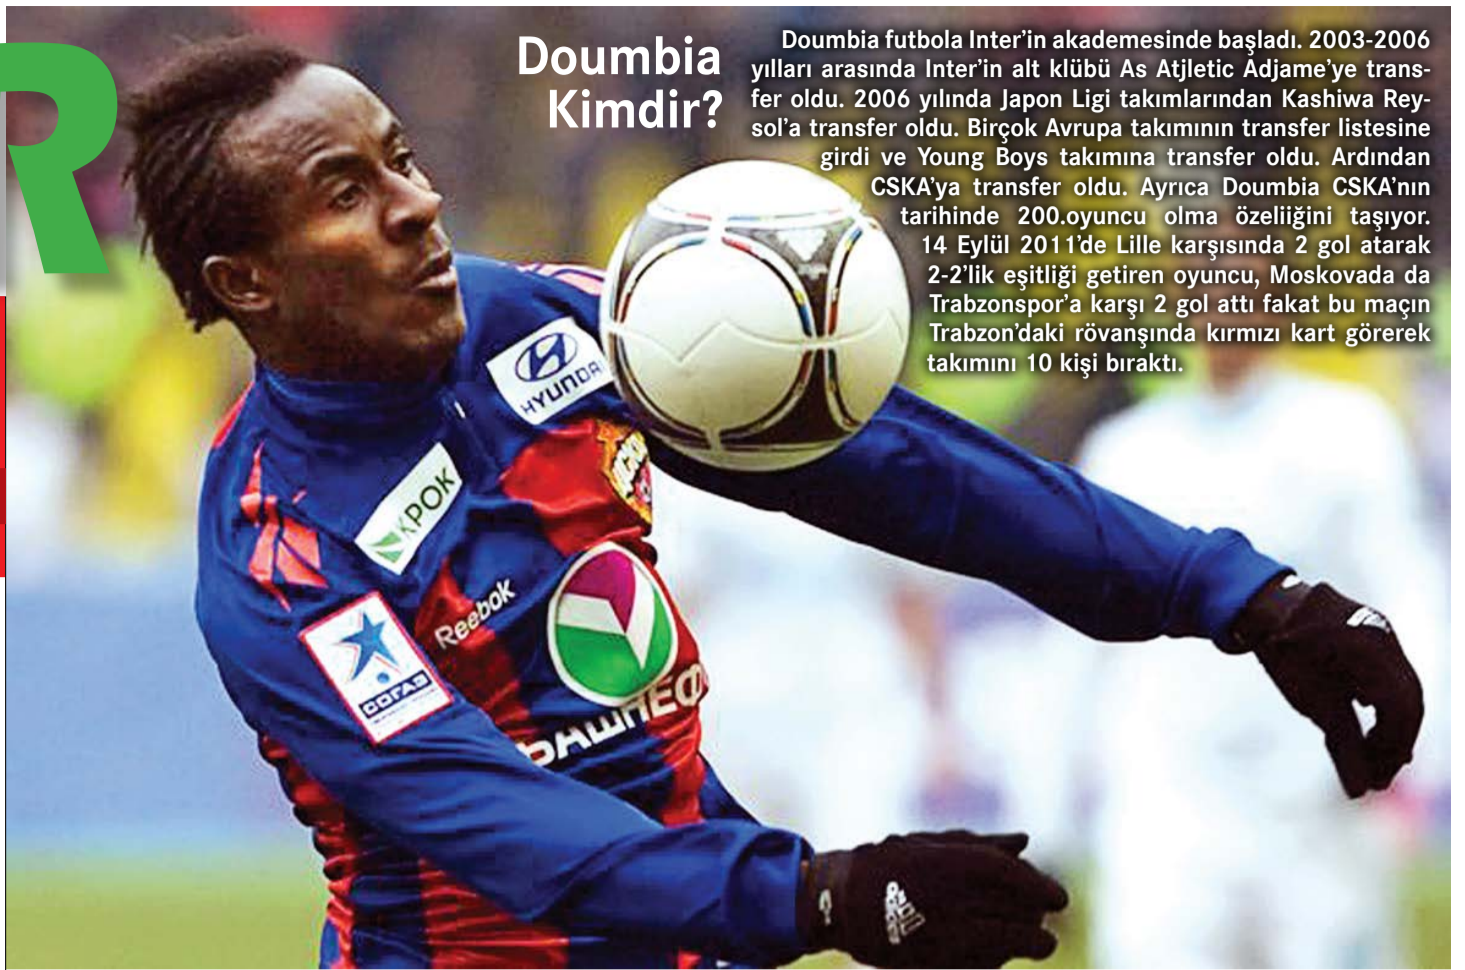 R
Doumbia
Kimdir?
Doumbia futbola Inter'in akademesinde başladı. 2003-2006
yılları arasında Inter'in alt klübü As Atjletic Adjame'ye trans-
fer oldu. 2006 yılında Japon Ligi takımlarından Kashiwa Rey-
sol'a transfer oldu. Birçok Avrupa takımının transfer listesine
girdi ve Young Boys takımına transfer oldu. Ardından
CSKA'ya transfer oldu. Ayrıca Doumbia CSKA'nın
tarihinde 200.oyuncu olma özeliiğini taşıyor.
14 Eylül 2011'de Lille karşısında 2 gol atarak
2-2'lik eşitliği getiren oyuncu, Moskovada da
Trabzonspor'a karşı 2 gol attı fakat bu maçın
Trabzon'daki rövanşında kırmızı kart görerek
takımını 10 kişi bıraktı.
HYUNDAI
КРОК
Reebok
СОГАЗ
БАШНЕФ
adidas